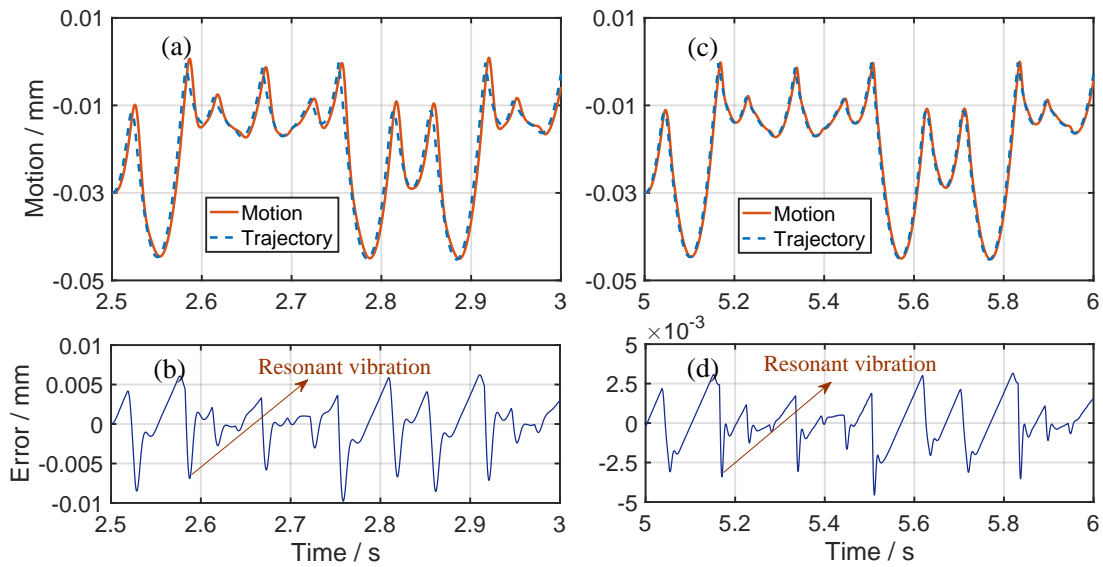 0.01
-0.01
-0.03
-0.05
Motion / mm
(a)
Motion
Trajectory
2.5 2.6 2.7 2.8 2.9 3
0.01
-0.01
-0.03
-0.05
(c)
Motion
Trajectory
5 5.2 5.4 5.6 5.8 6
0.01
0.005
0
-0.005
-0.01
Error / mm
(b)
Resonant vibration
2.5 2.6 2.7 2.8 2.9 3
Time / s
×10-3
5
2.5
0
-2.5
-5
(d)
Resonant vibration
5 5.2 5.4 5.6 5.8 6
Time / s